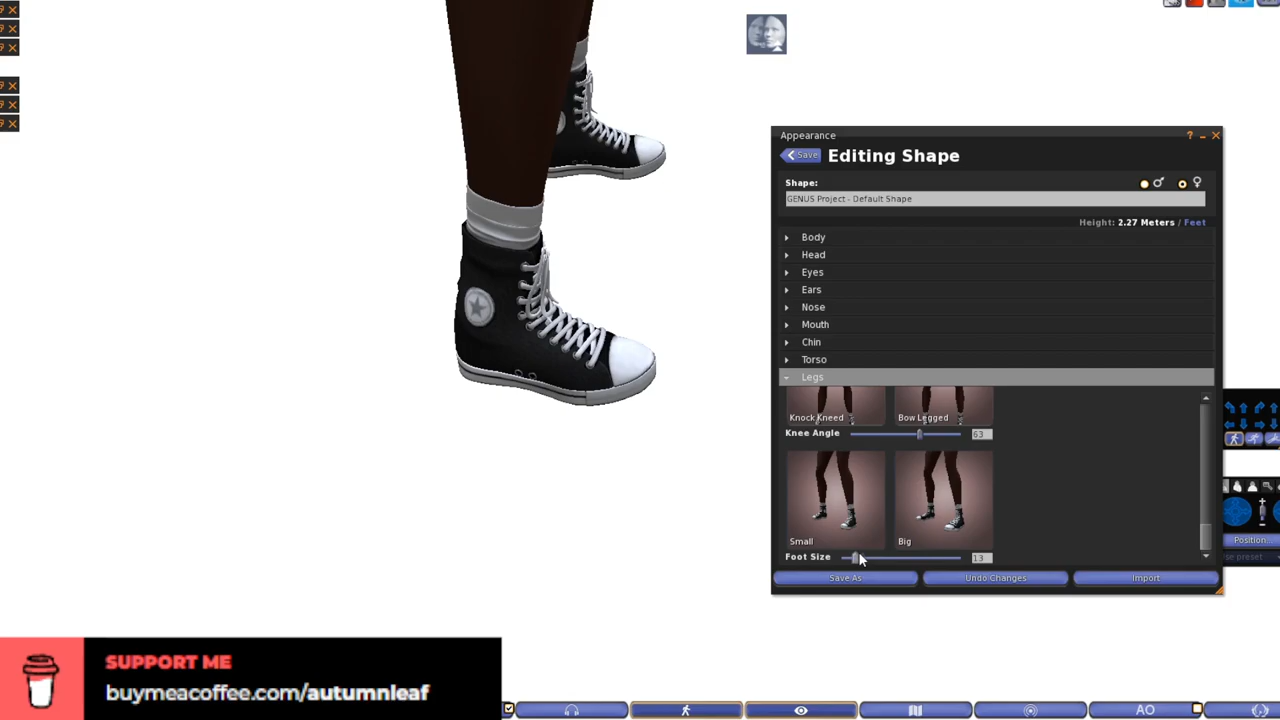 Appearance
?
Save
Editing Shape
Shape:
GENUS Project - Default Shape
Height: 2.27 Meters / Feet
Body
Head
Eyes
Ears
Nose
Mouth
Chin
Torso
Legs
Knock Kneed
Bow Legged
Knee Angle
63
Small
Big
Foot Size
13
Save As
Undo Changes
Import
Position...
se preset
SUPPORT ME
buymeacoffee.com/autumnleaf
AO